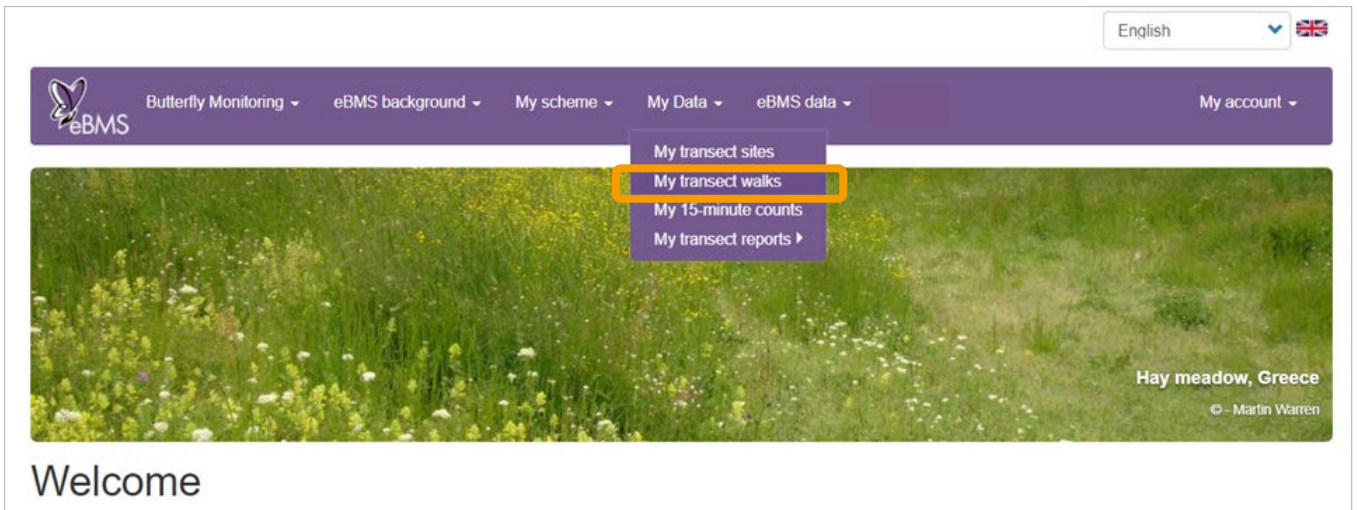 English
eBMS
Butterfly Monitoring
eBMS background
My scheme
My Data
eBMS data
My account
My transect sites
My transect walks
My 15-minute counts
My transect reports
Hay meadow, Greece
© - Martin Warren
Welcome